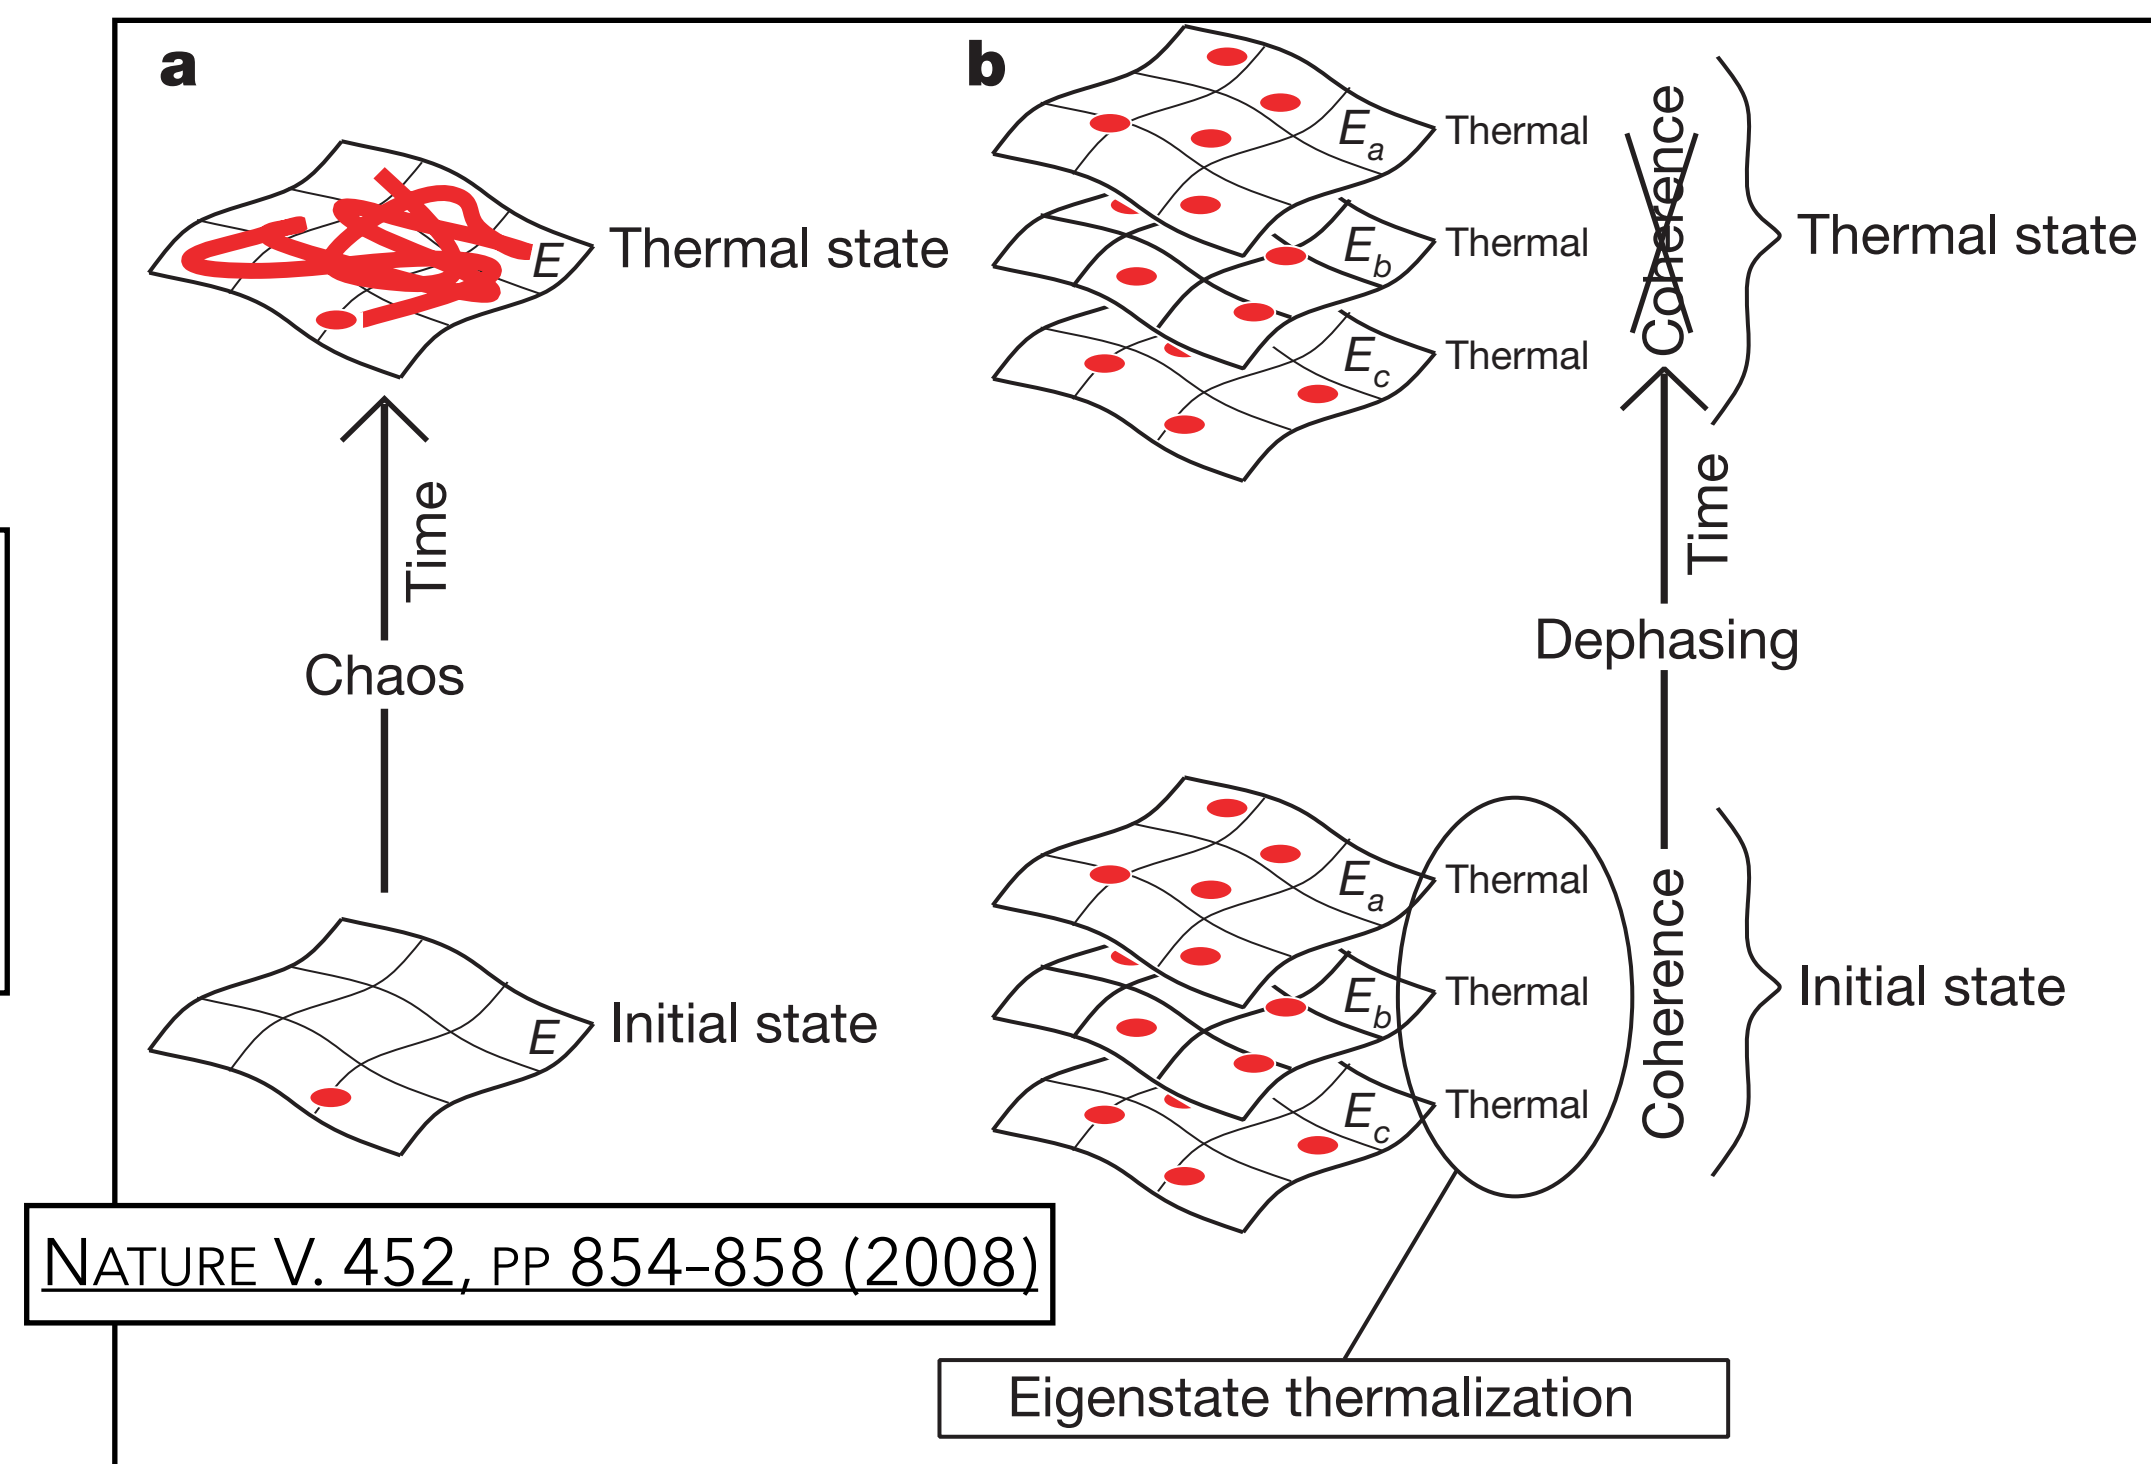 a
E
Thermal state
Time
Chaos
E
Initial state
b
Ea
Thermal
Eb
Thermal
Ec
Thermal
Coherence
Thermal state
Time
Dephasing
Ea
Thermal
Eb
Thermal
Ec
Thermal
Coherence
Initial state
NATURE V. 452, PP 854–858 (2008)
Eigenstate thermalization